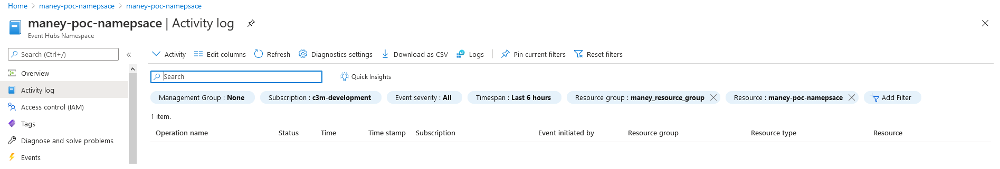 Home > maney-poc-namepsace > maney-poc-namepsace
maney-poc-namepsace | Activity log
Event Hubs Namespace
Search (Ctrl+/)
«
Overview
Activity log
Access control (IAM)
Tags
Diagnose and solve problems
Events
Activity Edit columns Refresh Diagnostics settings Download as CSV Logs Pin current filters Reset filters
Search Quick Insights
Management Group : None Subscription : c3m-development Event severity : All Timespan : Last 6 hours Resource group : maney_resource_group Resource : maney-poc-namepsace Add Filter
1 item.
Operation name Status Time Time stamp Subscription Event initiated by Resource group Resource type Resource